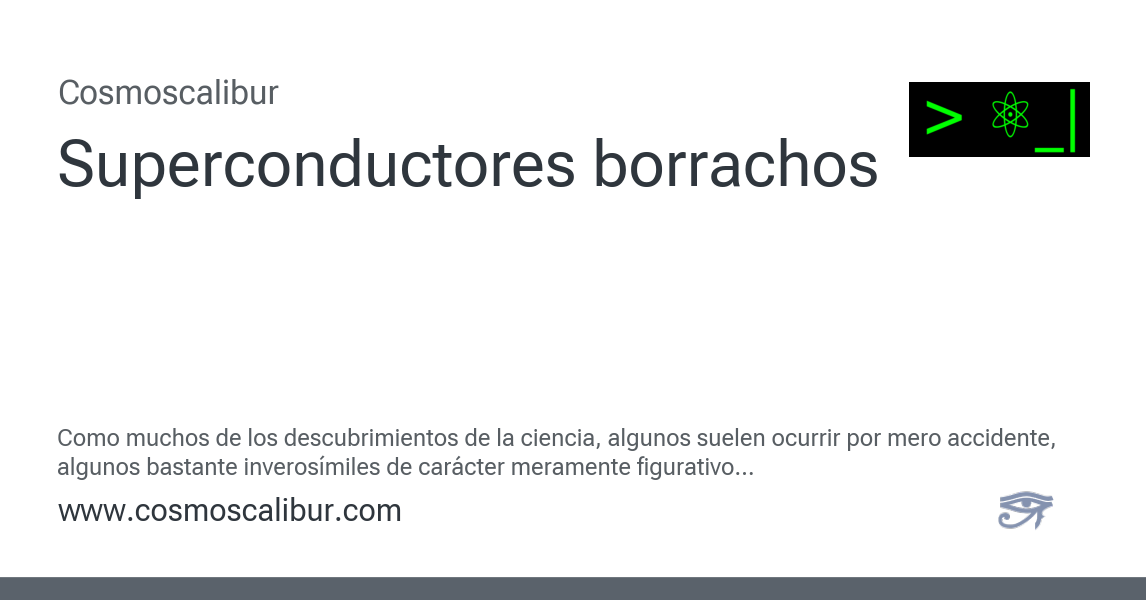 Cosmoscalibur
Superconductores borrachos
> ⚛ _|
Como muchos de los descubrimientos de la ciencia, algunos suelen ocurrir por mero accidente,
algunos bastante inverosímiles de carácter meramente figurativo...
www.cosmoscalibur.com